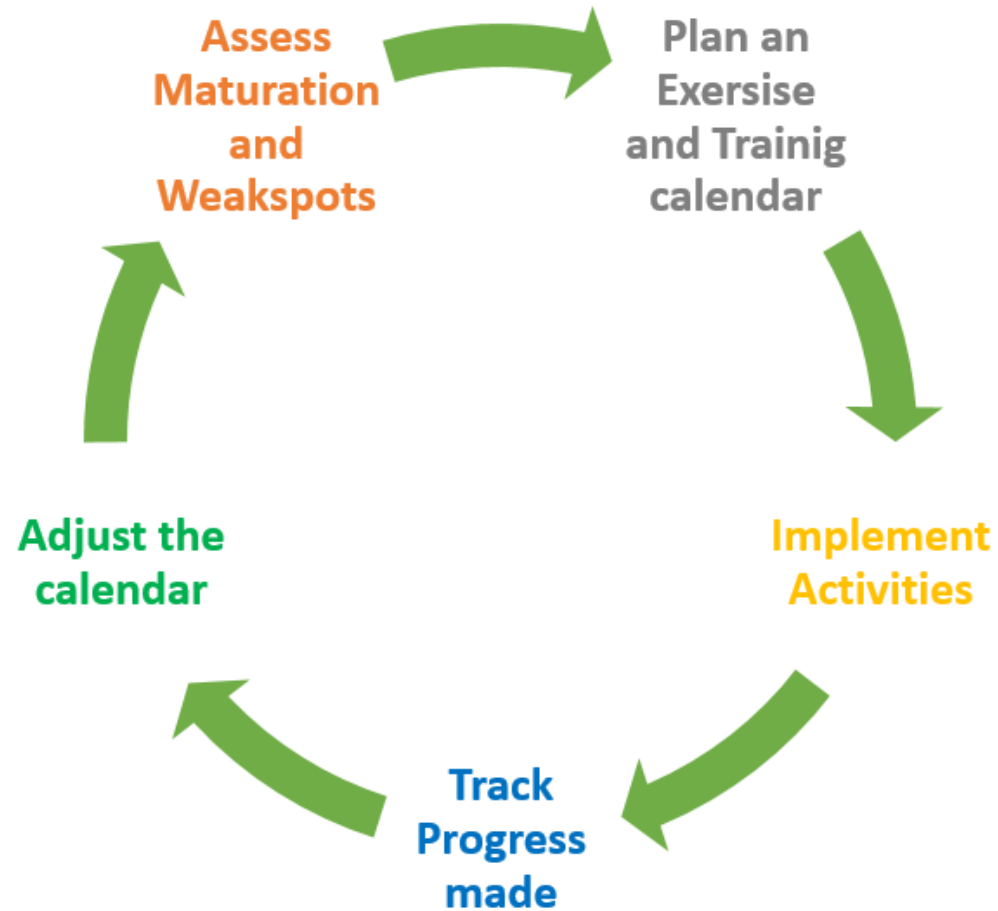 Assess
Maturation
and
Weakspots
Plan an
Exersise
and Trainig
calendar
Implement
Activities
Track
Progress
made
Adjust the
calendar